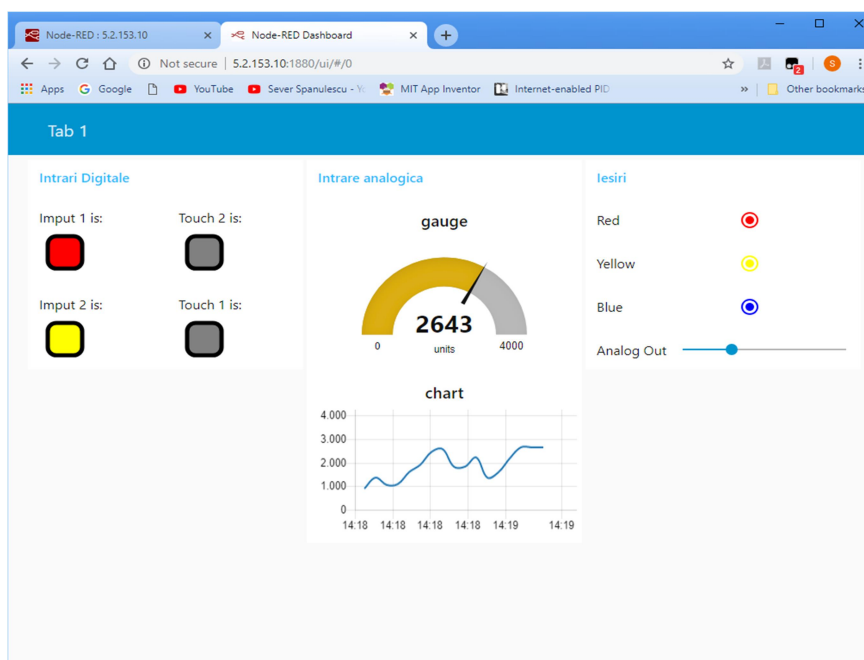 Node-RED : 5.2.153.10
Node-RED Dashboard
Not secure | 5.2.153.10:1880/ui/#/0
S
2
Apps
Google
YouTube
Sever Spanulescu - Y
MIT App Inventor
Internet-enabled PID
»
Other bookmarks
Tab 1
Intrari Digitale
Imput 1 is:
Touch 2 is:
Imput 2 is:
Touch 1 is:
Intrare analogica
gauge
2643
0
units
4000
chart
4.000
3.000
2.000
1.000
0
14:18 14:18 14:18 14:18 14:19 14:19
Iesiri
Red
Yellow
Blue
Analog Out